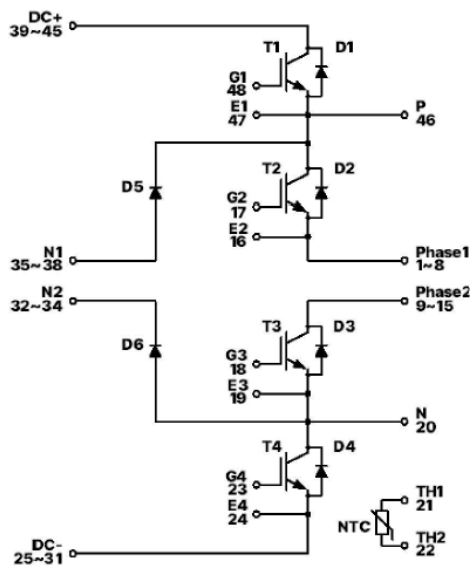 DC+
39~45
T1 D1
G1
48
E1
47
P
46
D5
T2 D2
G2
17
E2
16
N1
35~38
Phase1
1~8
N2
32~34
Phase2
9~15
D6
T3 D3
G3
18
E3
19
N
20
T4 D4
G4
23
E4
24
TH1
21
NTC
DC-
25~31
TH2
22